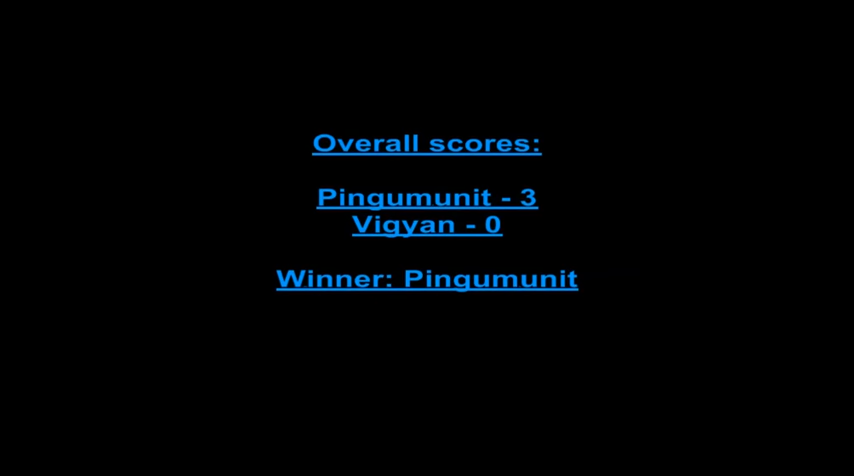 Overall scores:
Pingumunit - 3
Vigyan - 0
Winner: Pingumunit